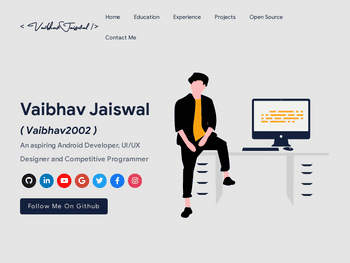 < Vaibhav Jaiswal />
Home Education Experience Projects Open Source
Contact Me
Vaibhav Jaiswal
( Vaibhav2002 )
An aspiring Android Developer, UI/UX
Designer and Competitive Programmer
Follow Me On Github